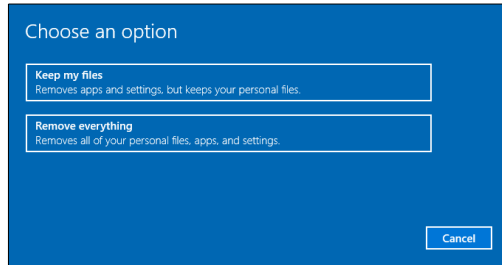 Choose an option
Keep my files
Removes apps and settings, but keeps your personal files.
Remove everything
Removes all of your personal files, apps, and settings.
Cancel